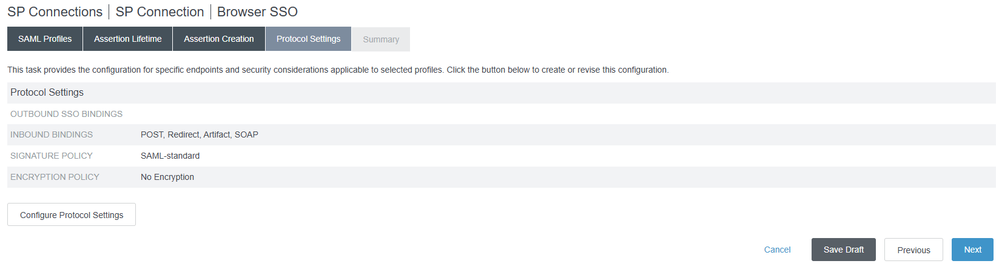 SP Connections | SP Connection | Browser SSO
SAML Profiles Assertion Lifetime Assertion Creation Protocol Settings Summary
This task provides the configuration for specific endpoints and security considerations applicable to selected profiles. Click the button below to create or revise this configuration.
Protocol Settings
OUTBOUND SSO BINDINGS
INBOUND BINDINGS POST, Redirect, Artifact, SOAP
SIGNATURE POLICY SAML-standard
ENCRYPTION POLICY No Encryption
Configure Protocol Settings
Cancel Save Draft Previous Next